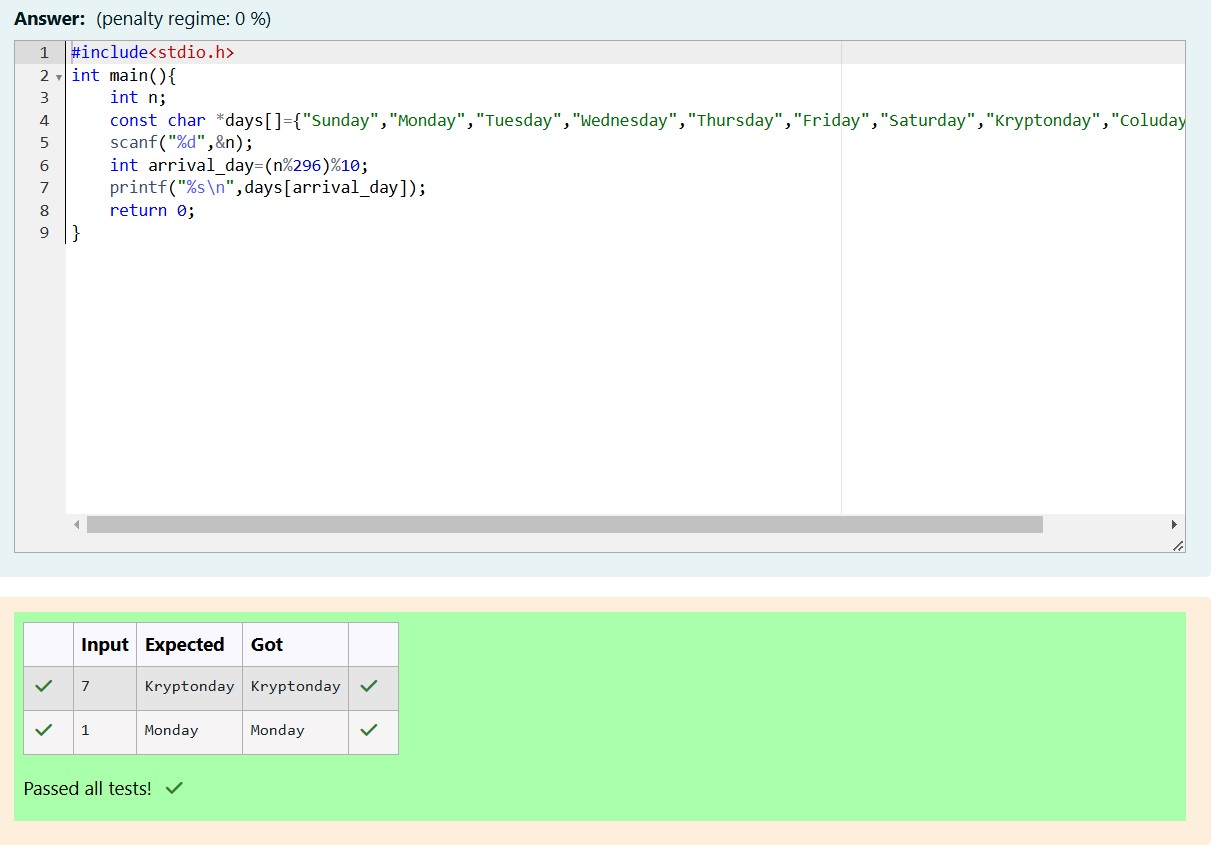 Answer: (penalty regime: 0 %)
1 #include<stdio.h>
2 int main(){
3     int n;
4     const char *days[]={"Sunday","Monday","Tuesday","Wednesday","Thursday","Friday","Saturday","Kryptonday","Coluday
5     scanf("%d",&n);
6     int arrival_day=(n%296)%10;
7     printf("%s\n",days[arrival_day]);
8     return 0;
9 }
Input Expected Got
7 Kryptonday Kryptonday
1 Monday Monday
Passed all tests!